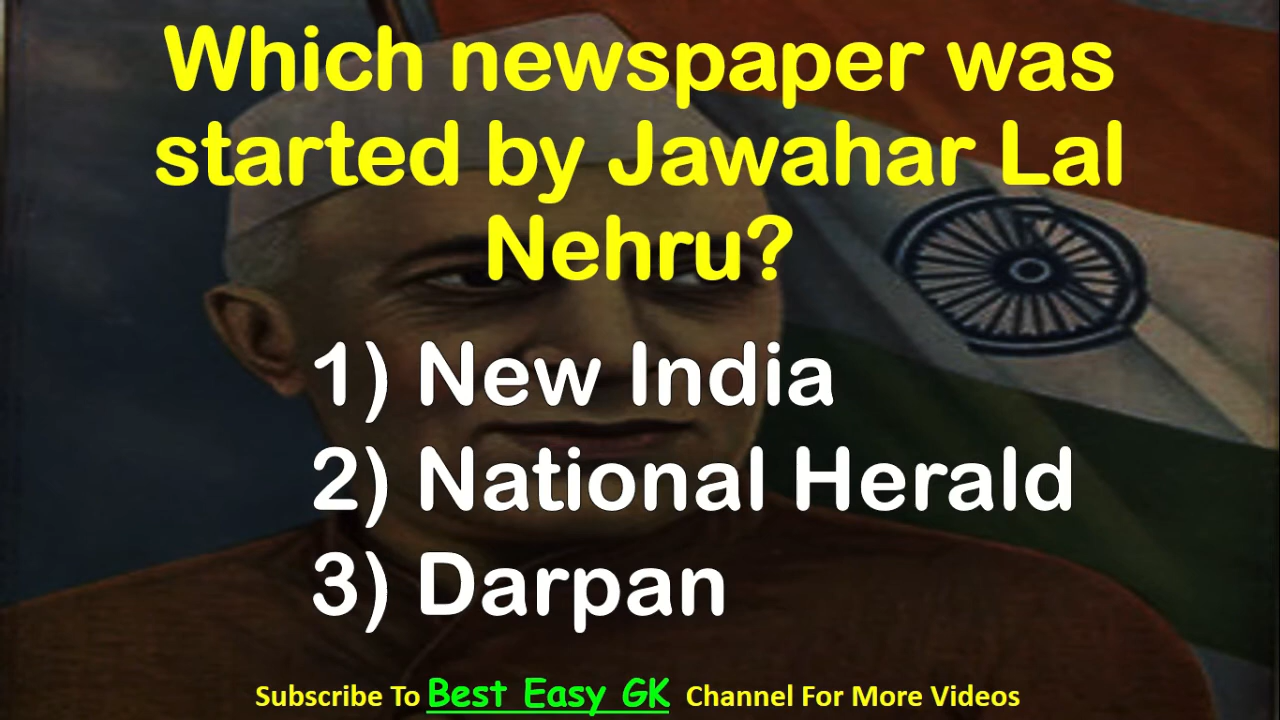 Which newspaper was
started by Jawahar Lal
Nehru?
1) New India
2) National Herald
3) Darpan
Subscribe To Best Easy GK Channel For More Videos